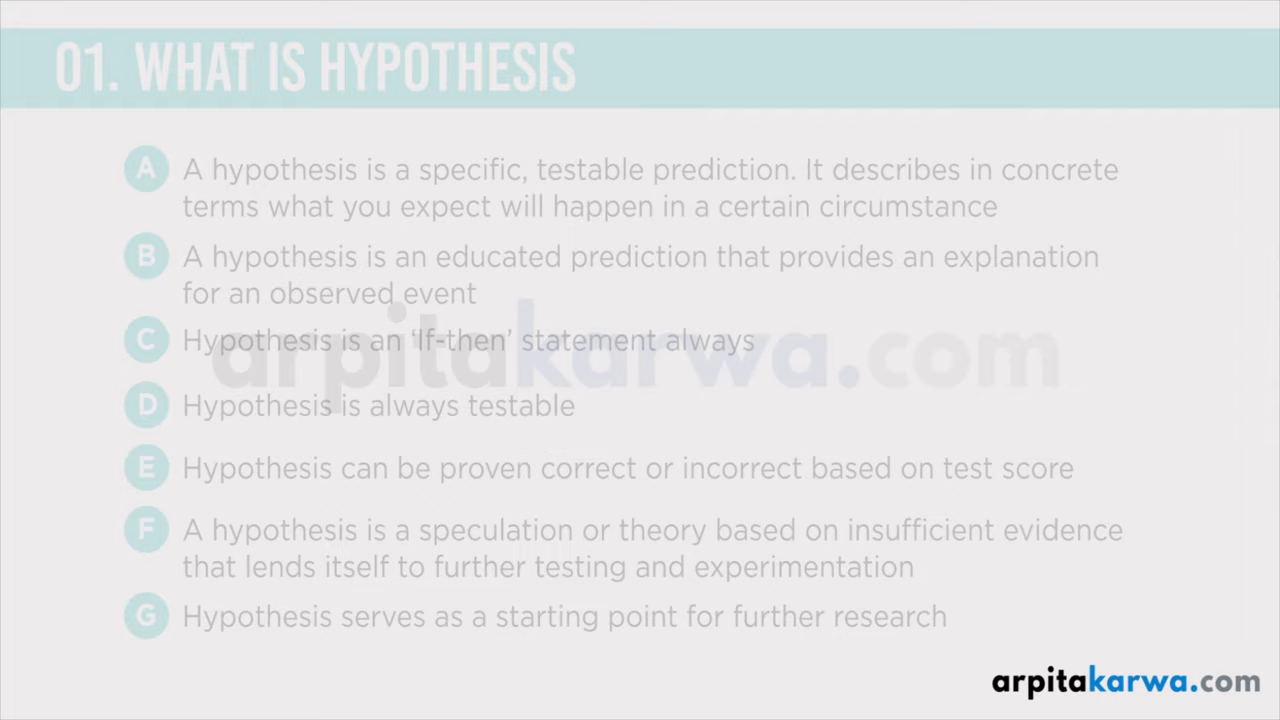 01. WHAT IS HYPOTHESIS
A A hypothesis is a specific, testable prediction. It describes in concrete
terms what you expect will happen in a certain circumstance
B A hypothesis is an educated prediction that provides an explanation
for an observed event
C Hypothesis is an ‘If-then’ statement always
arpitakarwa.com
D Hypothesis is always testable
E Hypothesis can be proven correct or incorrect based on test score
F A hypothesis is a speculation or theory based on insufficient evidence
that lends itself to further testing and experimentation
G Hypothesis serves as a starting point for further research
arpitakarwa.com